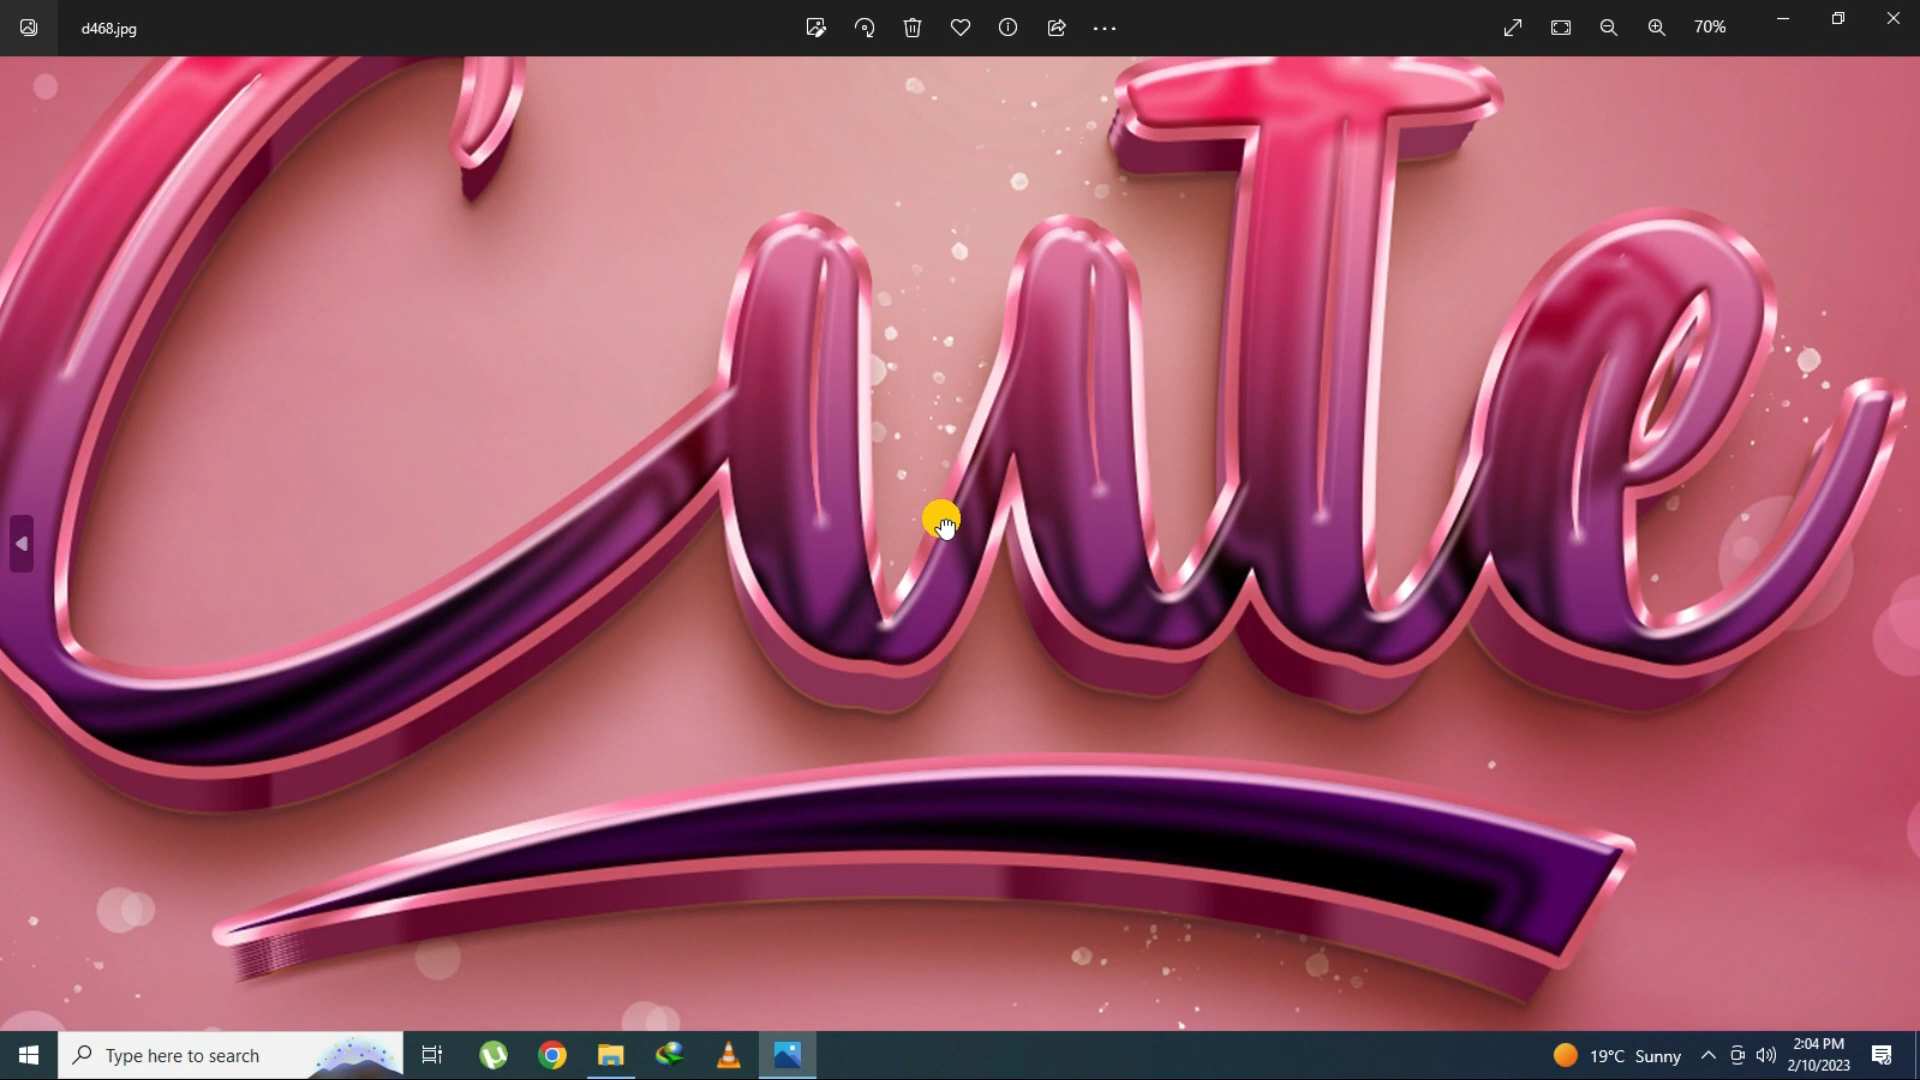 d468.jpg
70%
Cute
Type here to search
19°C Sunny
2:04 PM
2/10/2023